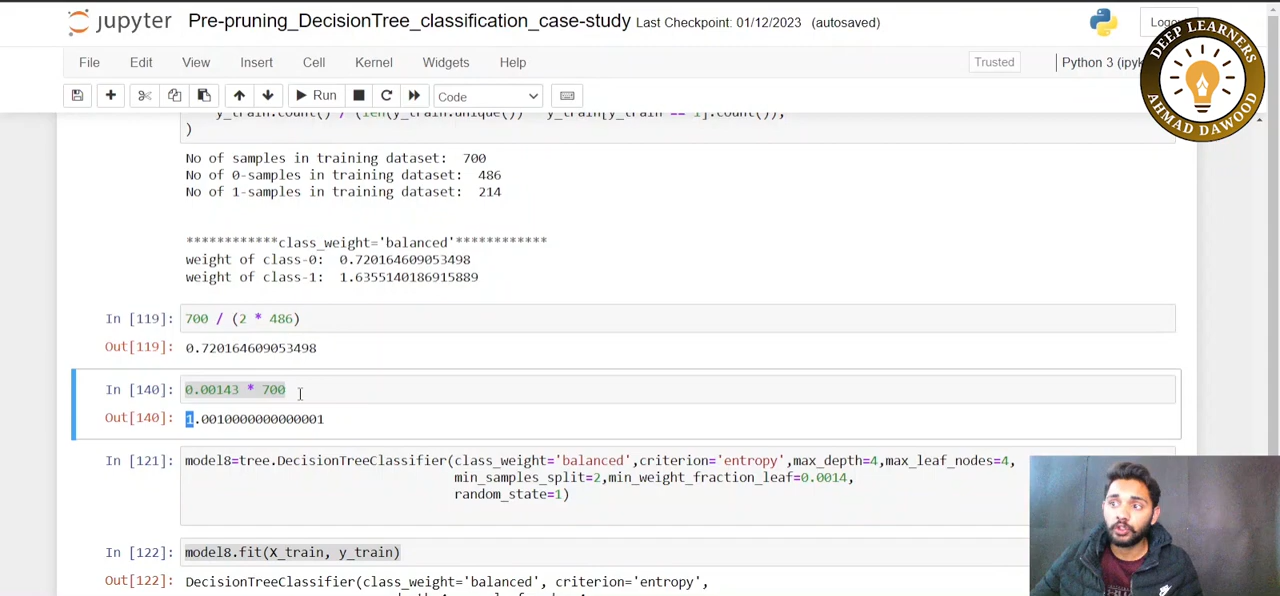 jupyter Pre-pruning_DecisionTree_classification_case-study Last Checkpoint: 01/12/2023 (autosaved)
DEEP LEARNERS
AHMAD DAWOOD
File Edit View Insert Cell Kernel Widgets Help Trusted Python 3
Run Code
)
No of samples in training dataset: 700
No of 0-samples in training dataset: 486
No of 1-samples in training dataset: 214
************class_weight='balanced'************
weight of class-0: 0.720164609053498
weight of class-1: 1.6355140186915889
In [119]: 700 / (2 * 486)
Out[119]: 0.720164609053498
In [140]: 0.00143 * 700
Out[140]: 1.0010000000000001
In [121]: model8=tree.DecisionTreeClassifier(class_weight='balanced',criterion='entropy',max_depth=4,max_leaf_nodes=4,
min_samples_split=2,min_weight_fraction_leaf=0.0014,
random_state=1)
In [122]: model8.fit(X_train, y_train)
Out[122]: DecisionTreeClassifier(class_weight='balanced', criterion='entropy',